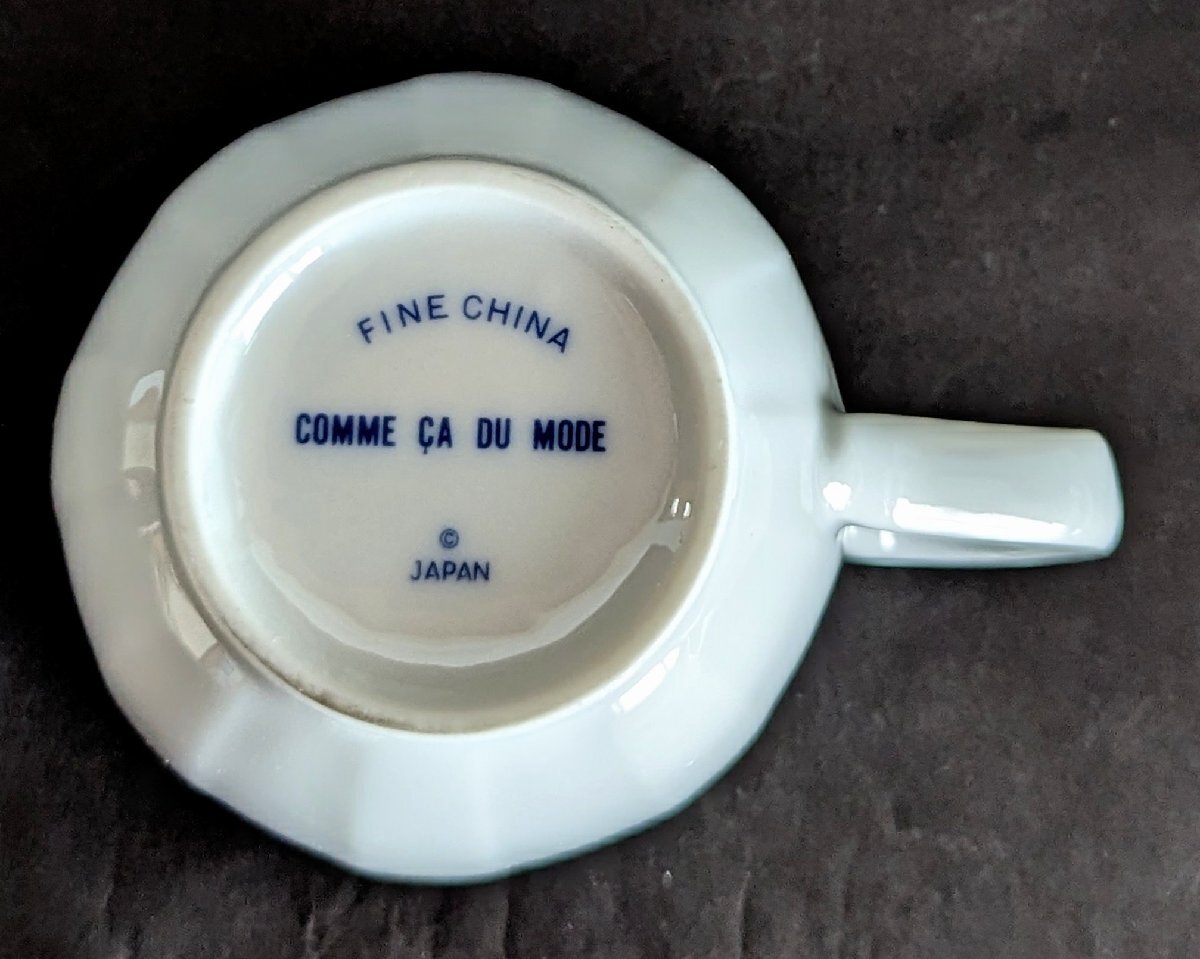 FINE CHINA
COMME ÇA DU MODE
©
JAPAN